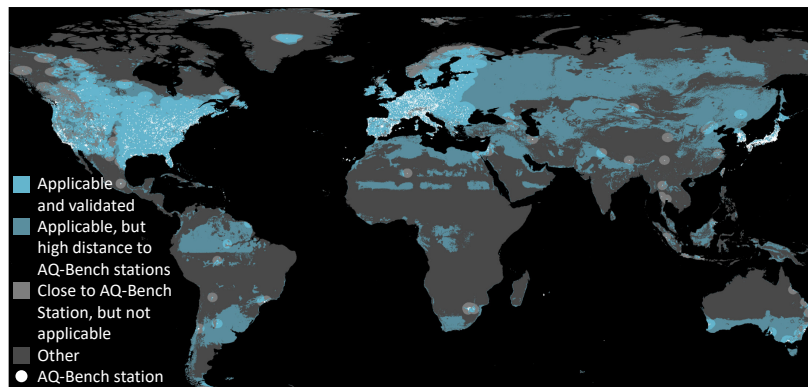 Applicable
and validated
Applicable, but
high distance to
AQ-Bench stations
Close to AQ-Bench
Station, but not
applicable
Other
AQ-Bench station